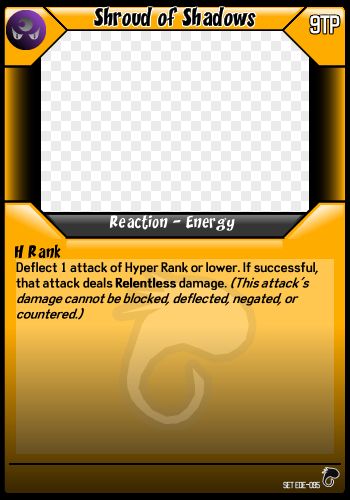 Shroud of Shadows
9TP
Reaction - Energy
H Rank
Deflect 1 attack of Hyper Rank or lower. If successful,
that attack deals Relentless damage. (This attack's
damage cannot be blocked, deflected, negated, or
countered.)
SET EOE-095